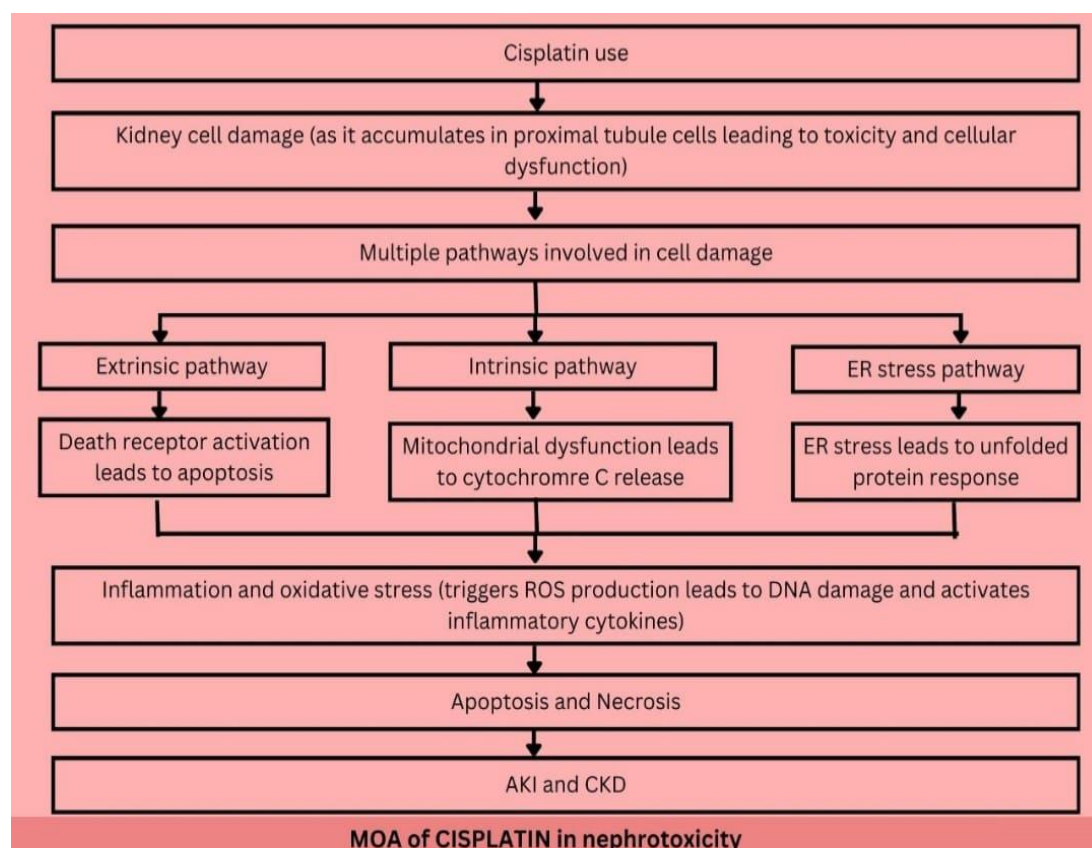 Cisplatin use
Kidney cell damage (as it accumulates in proximal tubule cells leading to toxicity and cellular
dysfunction)
Multiple pathways involved in cell damage
Extrinsic pathway
Intrinsic pathway
ER stress pathway
Death receptor activation
leads to apoptosis
Mitochondrial dysfunction leads
to cytochromre C release
ER stress leads to unfolded
protein response
Inflammation and oxidative stress (triggers ROS production leads to DNA damage and activates
inflammatory cytokines)
Apoptosis and Necrosis
AKI and CKD
MOA of CISPLATIN in nephrotoxicity